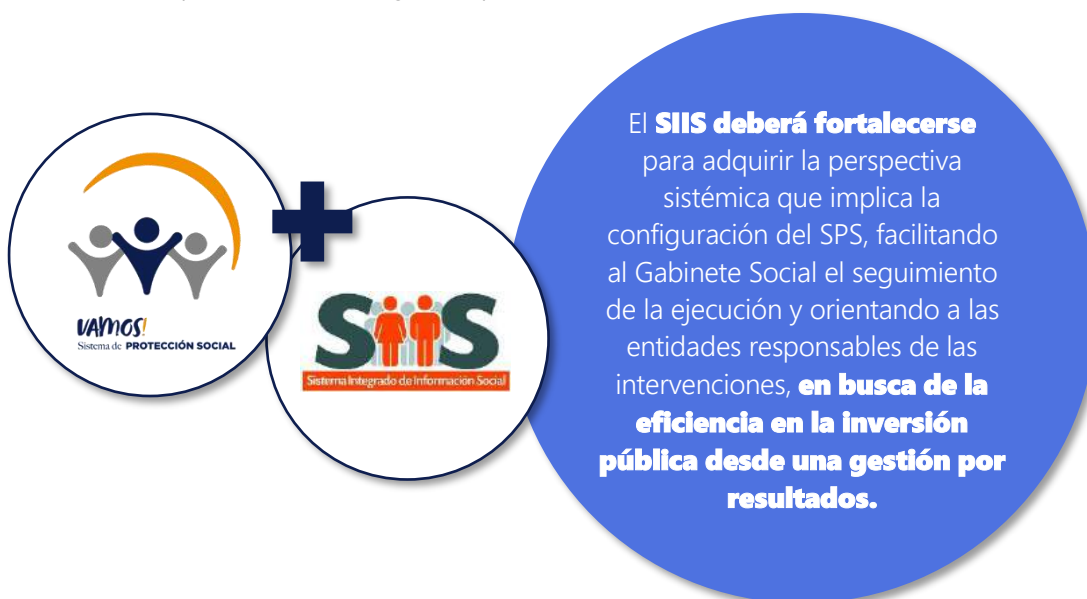 VAMOS!
Sistema de PROTECCIÓN SOCIAL
SiiS
Sistema Integrado de Información Social
El SIIS deberá fortalecerse
para adquirir la perspectiva
sistémica que implica la
configuración del SPS, facilitando
al Gabinete Social el seguimiento
de la ejecución y orientando a las
entidades responsables de las
intervenciones, en busca de la
eficiencia en la inversión
pública desde una gestión por
resultados.